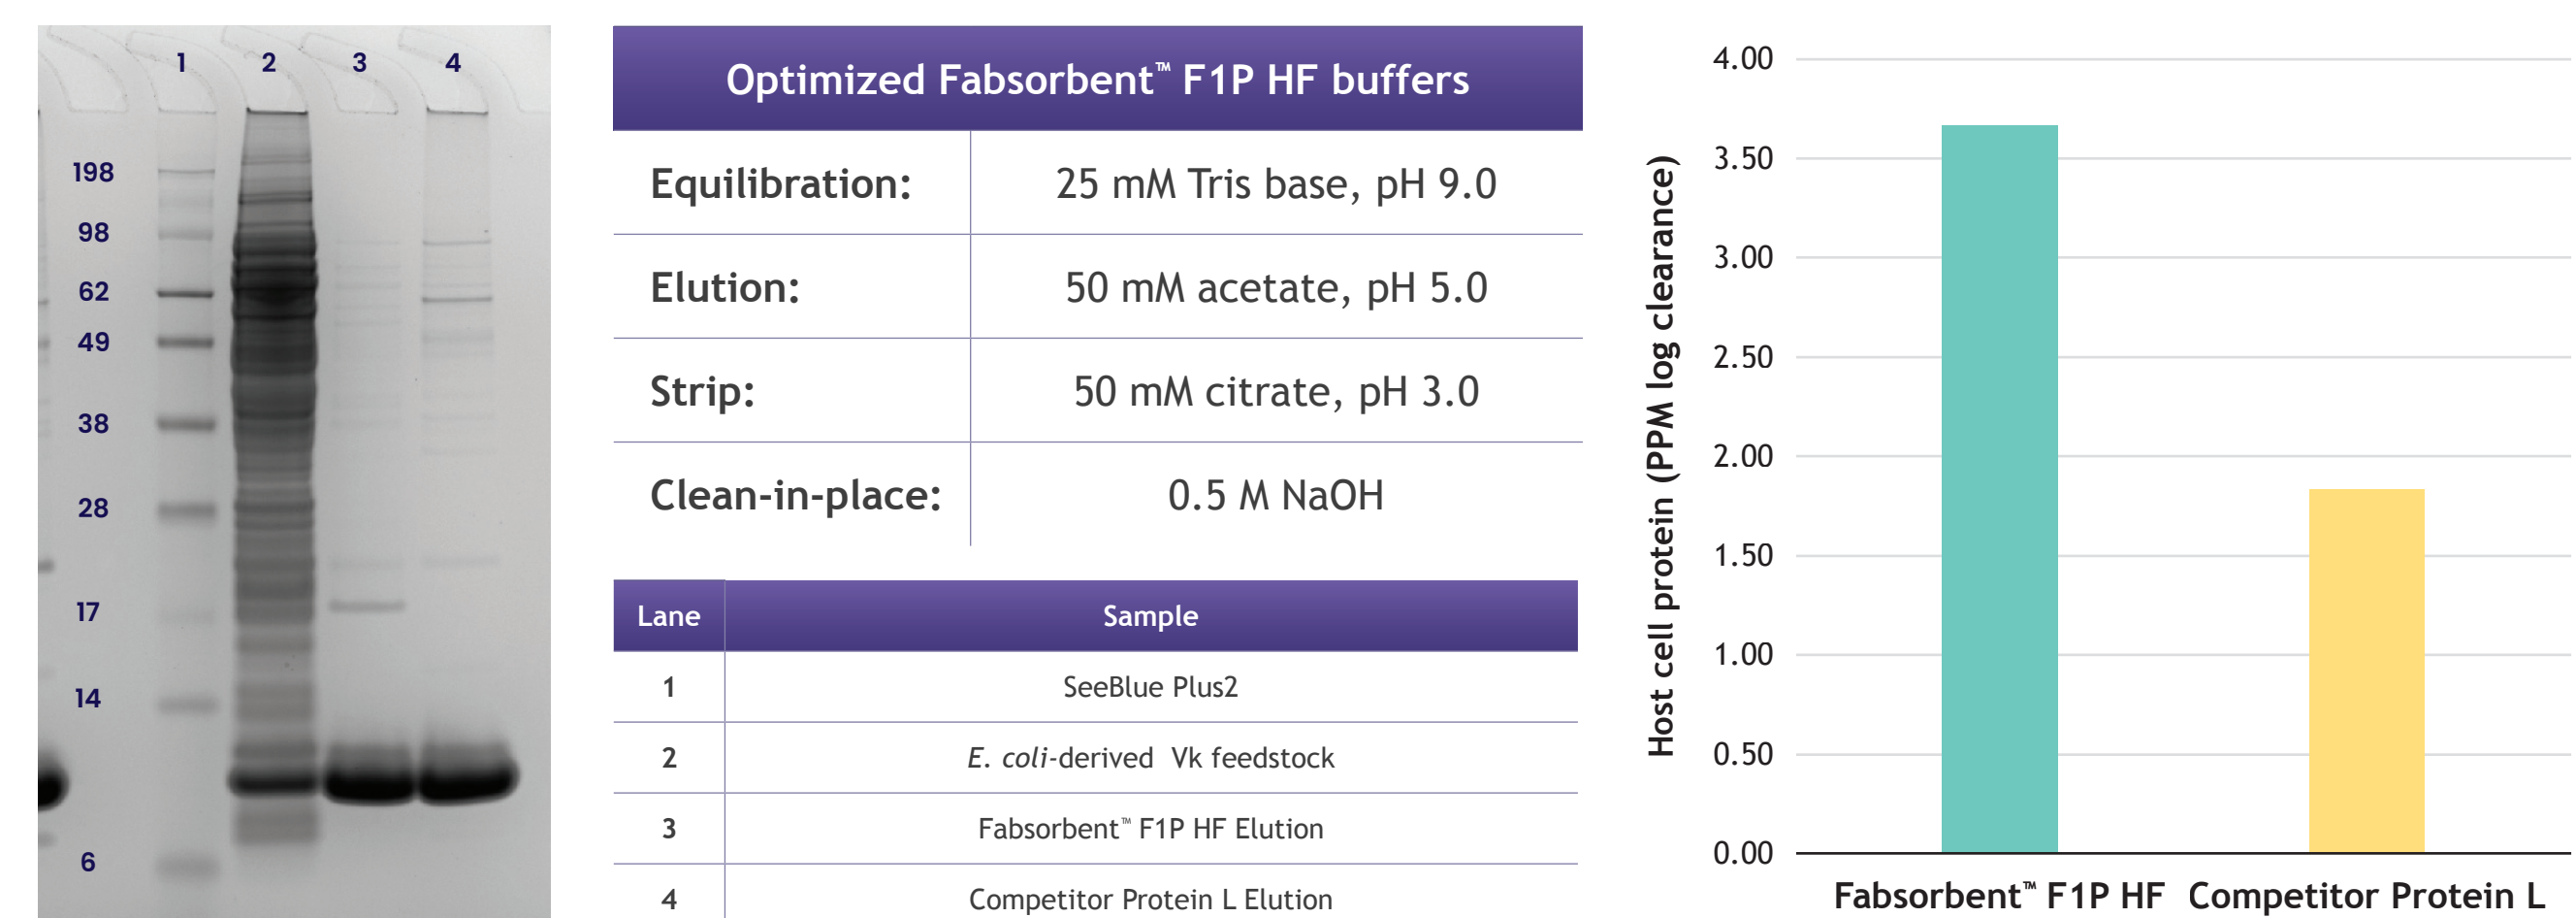 1 2 3 4
198
98
62
49
38
28
17
14
6
Optimized Fabsorbent™ F1P HF buffers
Equilibration: 25 mM Tris base, pH 9.0
Elution: 50 mM acetate, pH 5.0
Strip: 50 mM citrate, pH 3.0
Clean-in-place: 0.5 M NaOH
Lane Sample
1 SeeBlue Plus2
2 E. coli-derived Vk feedstock
3 Fabsorbent™ F1P HF Elution
4 Competitor Protein L Elution
Host cell protein (PPM log clearance)
4.00
3.50
3.00
2.50
2.00
1.50
1.00
0.50
0.00
Fabsorbent™ F1P HF Competitor Protein L